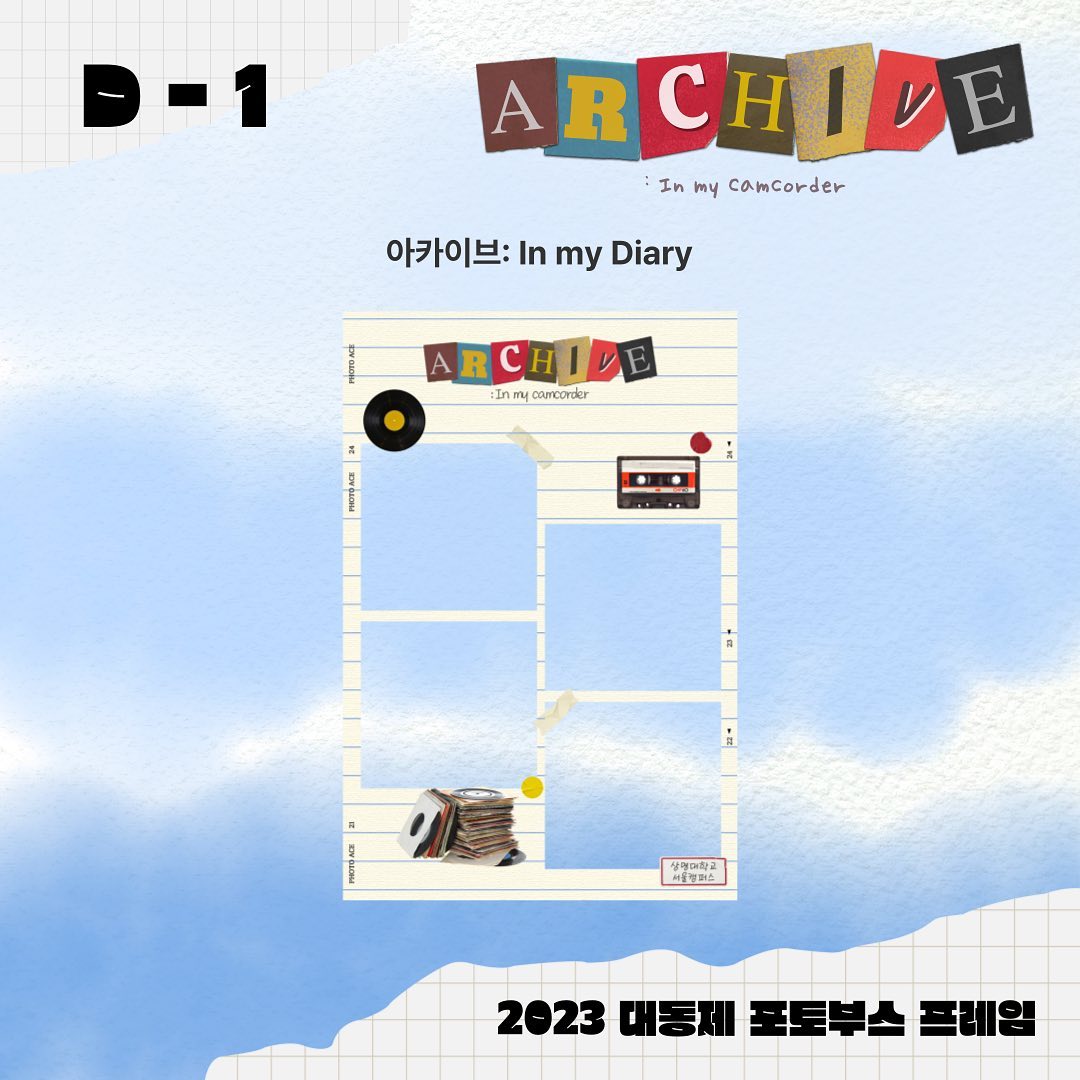 D-1
ARCHIVE
: In my Camcorder
아카이브: In my Diary
PHOTO ACE
ARCHIVE
: In my camcorder
24
24
PHOTO ACE
23
22
21
PHOTO ACE
상명대학교
서울캠퍼스
2023 대동제 포토부스 프레임